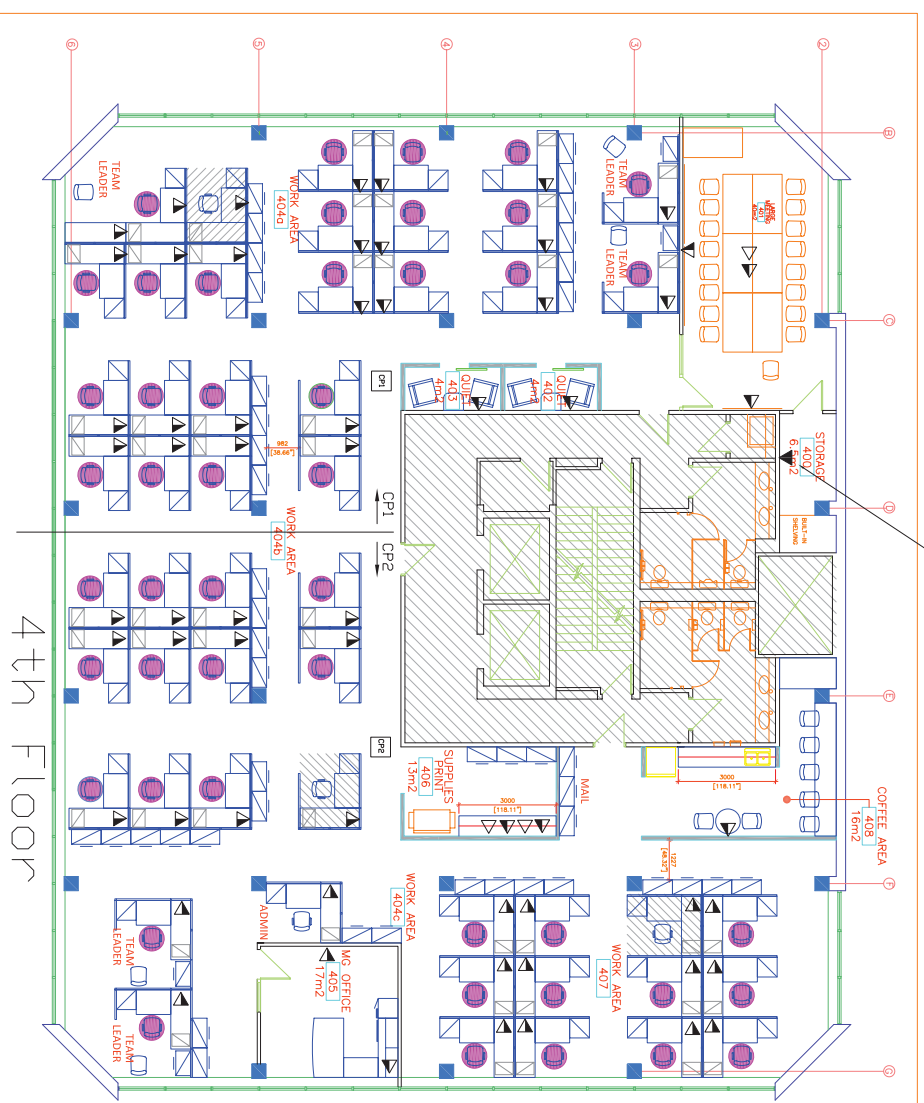 6
5
4
3
2
B
C
D
E
F
G
TEAM
LEADER
WORK AREA
404a
TEAM
LEADER
TEAM
LEADER
LARGE
MEETING
401
CP1
QUIET
403
4m2
QUIET
402
4m2
STORAGE
400
6.5m2
BUILT-IN
SHELVING
982
[38.66"]
CP1
CP2
WORK AREA
404b
4th Floor
CP2
SUPPLIES
PRINT
406
13m2
3000
[118.11"]
MAIL
3000
[118.11"]
COFFEE AREA
408
16m2
1227
[48.32"]
WORK AREA
404c
ADMIN
MG OFFICE
405
17m2
WORK AREA
407
TEAM
LEADER
TEAM
LEADER